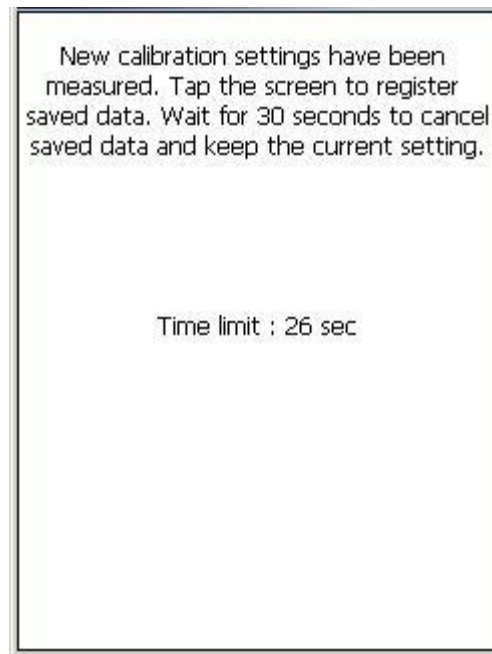 New calibration settings have been
measured. Tap the screen to register
saved data. Wait for 30 seconds to cancel
saved data and keep the current setting.
Time limit : 26 sec